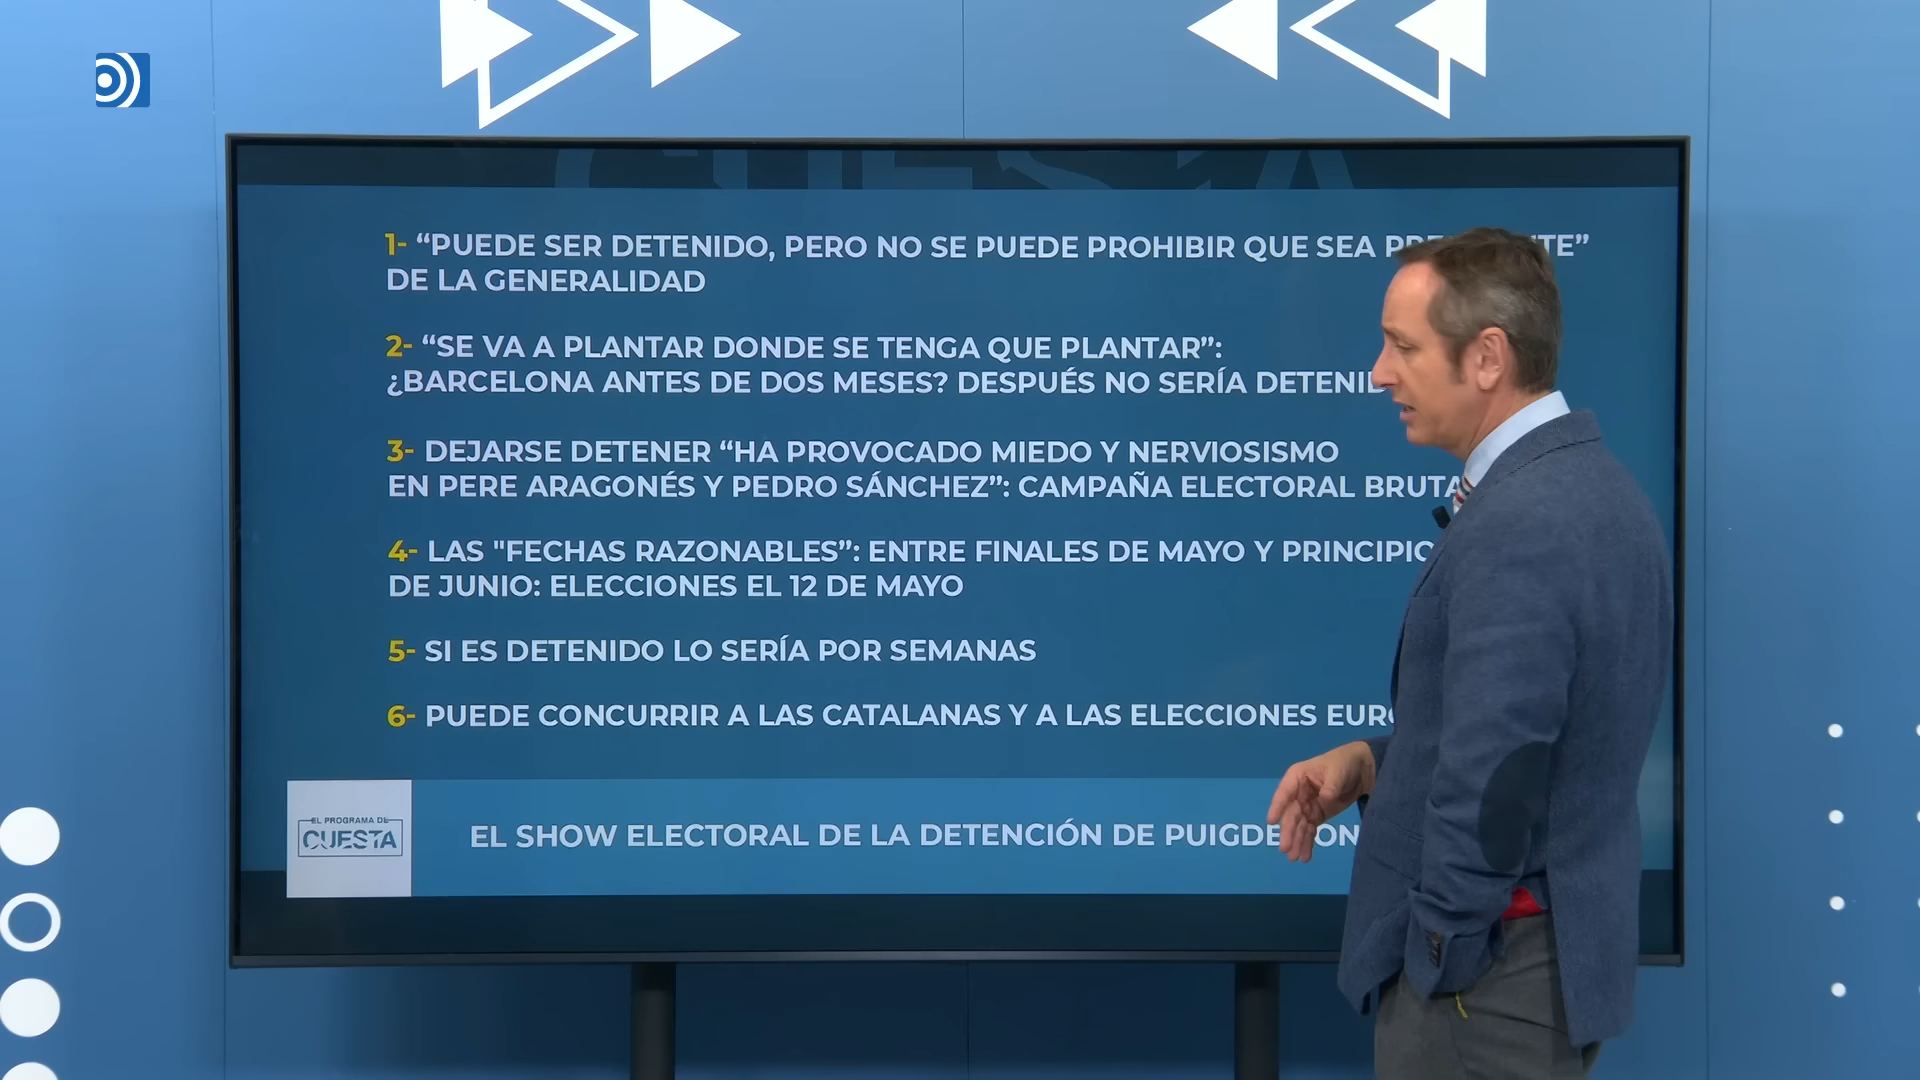 CUESTA
1- “PUEDE SER DETENIDO, PERO NO SE PUEDE PROHIBIR QUE SEA
DE LA GENERALIDAD
2- “SE VA A PLANTAR DONDE SE TENGA QUE PLANTAR”:
¿BARCELONA ANTES DE DOS MESES? DESPUÉS NO SERÍA
3- DEJARSE DETENER “HA PROVOCADO MIEDO Y NERVIOSISMO
EN PERE ARAGONÉS Y PEDRO SÁNCHEZ”: CAMPAÑA ELECTORAL
4- LAS "FECHAS RAZONABLES”: ENTRE FINALES DE MAYO Y
DE JUNIO: ELECCIONES EL 12 DE MAYO
5- SI ES DETENIDO LO SERÍA POR SEMANAS
6- PUEDE CONCURRIR A LAS CATALANAS Y A LAS ELECCIONES
EL PROGRAMA DE
CUESTA
EL SHOW ELECTORAL DE LA DETENCIÓN DE